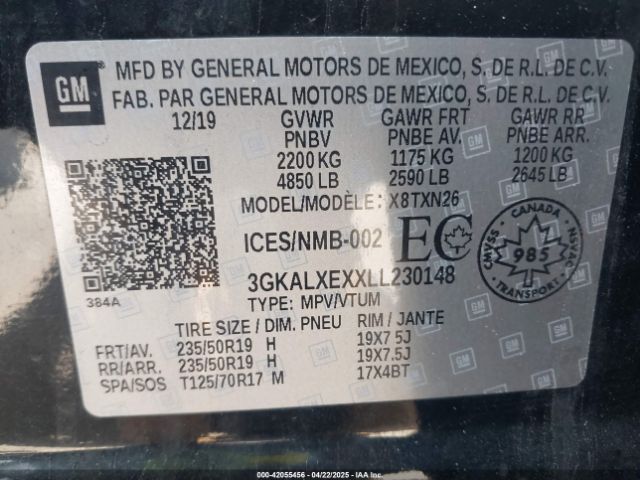 GM
MFD BY GENERAL MOTORS DE MEXICO, S. DE R.L. DE C.V.
FAB. PAR GENERAL MOTORS DE MEXICO, S. DE R.L. DE C.V.
12/19 GVWR GAWR FRT GAWR RR
PNBV PNBE AV. PNBE ARR.
2200 KG 1175 KG 1200 KG
4850 LB 2590 LB 2645 LB
MODEL/MODÈLE: X8TXN26
ICES/NMB-002 EC
CANADA
NSVAC
985
SSVAC
TRANSPORT
3GKALXEXXLL230148
384A
TYPE: MPV/VTUM
TIRE SIZE / DIM. PNEU RIM / JANTE
FRT/AV. 235/50R19 H 19X7.5J
RR/ARR. 235/50R19 H 19X7.5J
SPA/SOS T125/70R17 M 17X4BT
000-42055456 - 04/22/2025 - IAA Inc.